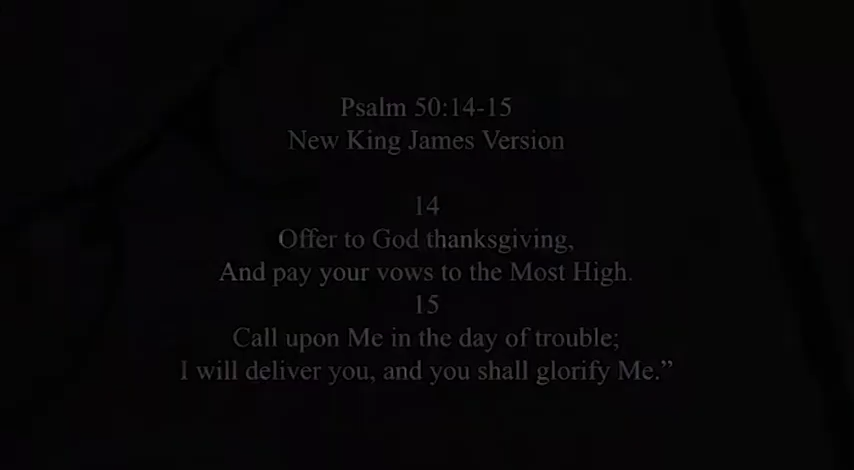 Psalm 50:14-15
New King James Version
14
Offer to God thanksgiving,
And pay your vows to the Most High.
15
Call upon Me in the day of trouble;
I will deliver you, and you shall glorify Me.”